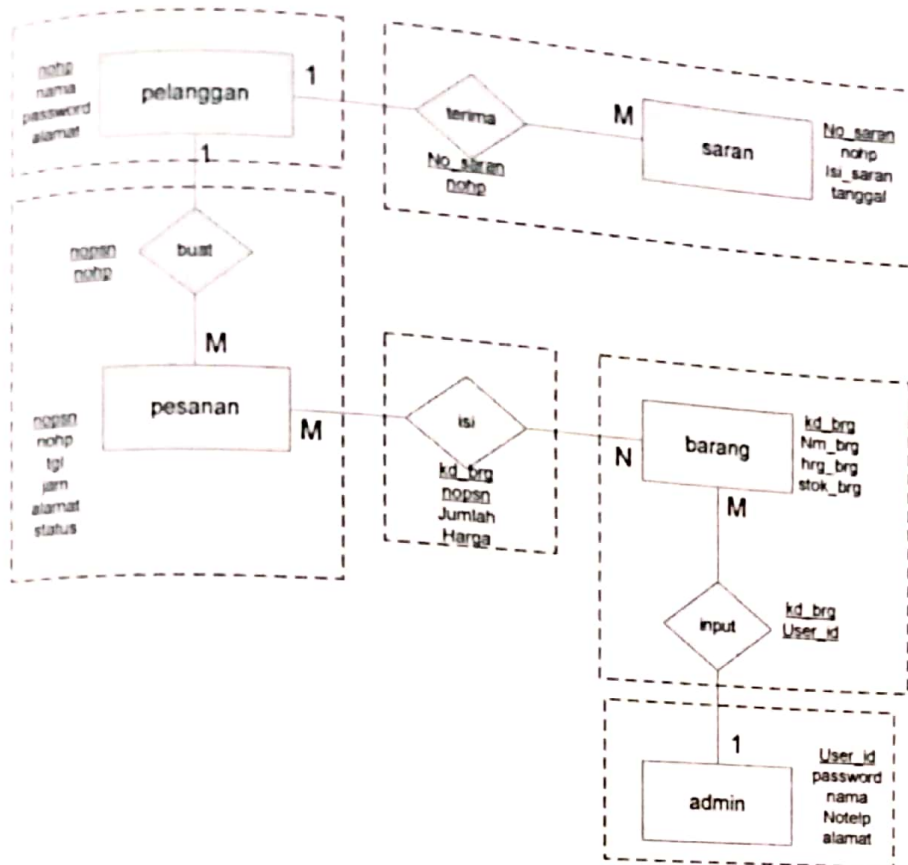 nohp
nama
password
alamat
pelanggan
1
1
terima
No_saran
nohp
M
saran
No_saran
nohp
Isi_saran
tanggal
nopsn
nohp
buat
M
pesanan
nopsn
nohp
tgl
jam
alamat
status
M
isi
kd_brg
nopsn
Jumlah
Harga
N
barang
kd_brg
Nm_brg
hrg_brg
stok_brg
M
input
kd_brg
User_id
1
admin
User_id
password
nama
Notelp
alamat